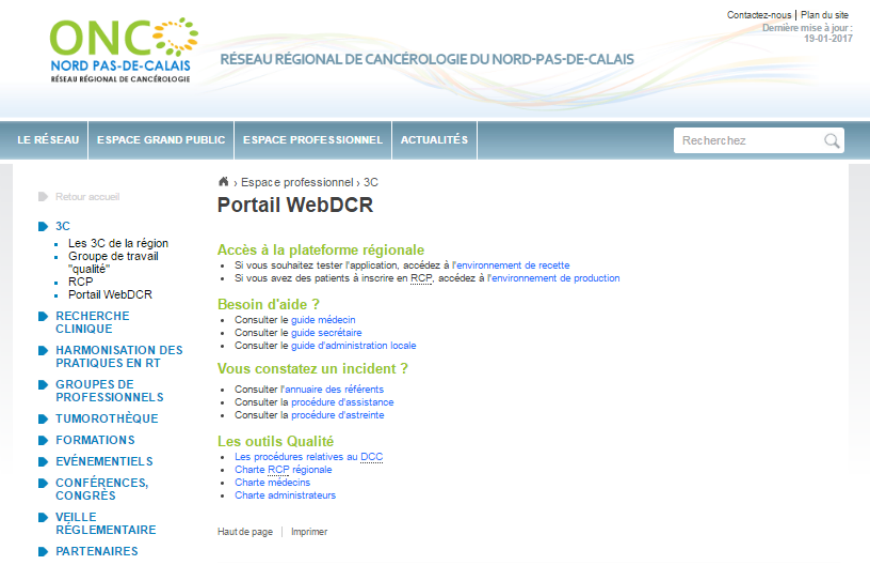 Contactez-nous | Plan du site
Dernière mise à jour :
19-01-2017
ONCO
NORD PAS-DE-CALAIS
RÉSEAU RÉGIONAL DE CANCÉROLOGIE
RÉSEAU RÉGIONAL DE CANCÉROLOGIE DU NORD-PAS-DE-CALAIS
LE RÉSEAU
ESPACE GRAND PUBLIC
ESPACE PROFESSIONNEL
ACTUALITÉS
Recherchez
Retour accueil
3C
Les 3C de la région
Groupe de travail
"qualité"
RCP
Portail WebDCR
RECHERCHE
CLINIQUE
HARMONISATION DES
PRATIQUES EN RT
GROUPES DE
PROFESSIONNELS
TUMOROTHÈQUE
FORMATIONS
EVÉNEMENTIELS
CONFÉRENCES,
CONGRÈS
VEILLE
RÉGLEMENTAIRE
PARTENAIRES
› Espace professionnel › 3C
Portail WebDCR
Accès à la plateforme régionale
Si vous souhaitez tester l'application, accédez à l'environnement de recette
Si vous avez des patients à inscrire en RCP, accédez à l'environnement de production
Besoin d'aide ?
Consulter le guide médecin
Consulter le guide secrétaire
Consulter le guide d'administration locale
Vous constatez un incident ?
Consulter l'annuaire des référents
Consulter la procédure d'assistance
Consulter la procédure d'astreinte
Les outils Qualité
Les procédures relatives au DCC
Charte RCP régionale
Charte médecins
Charte administrateurs
Haut de page | Imprimer